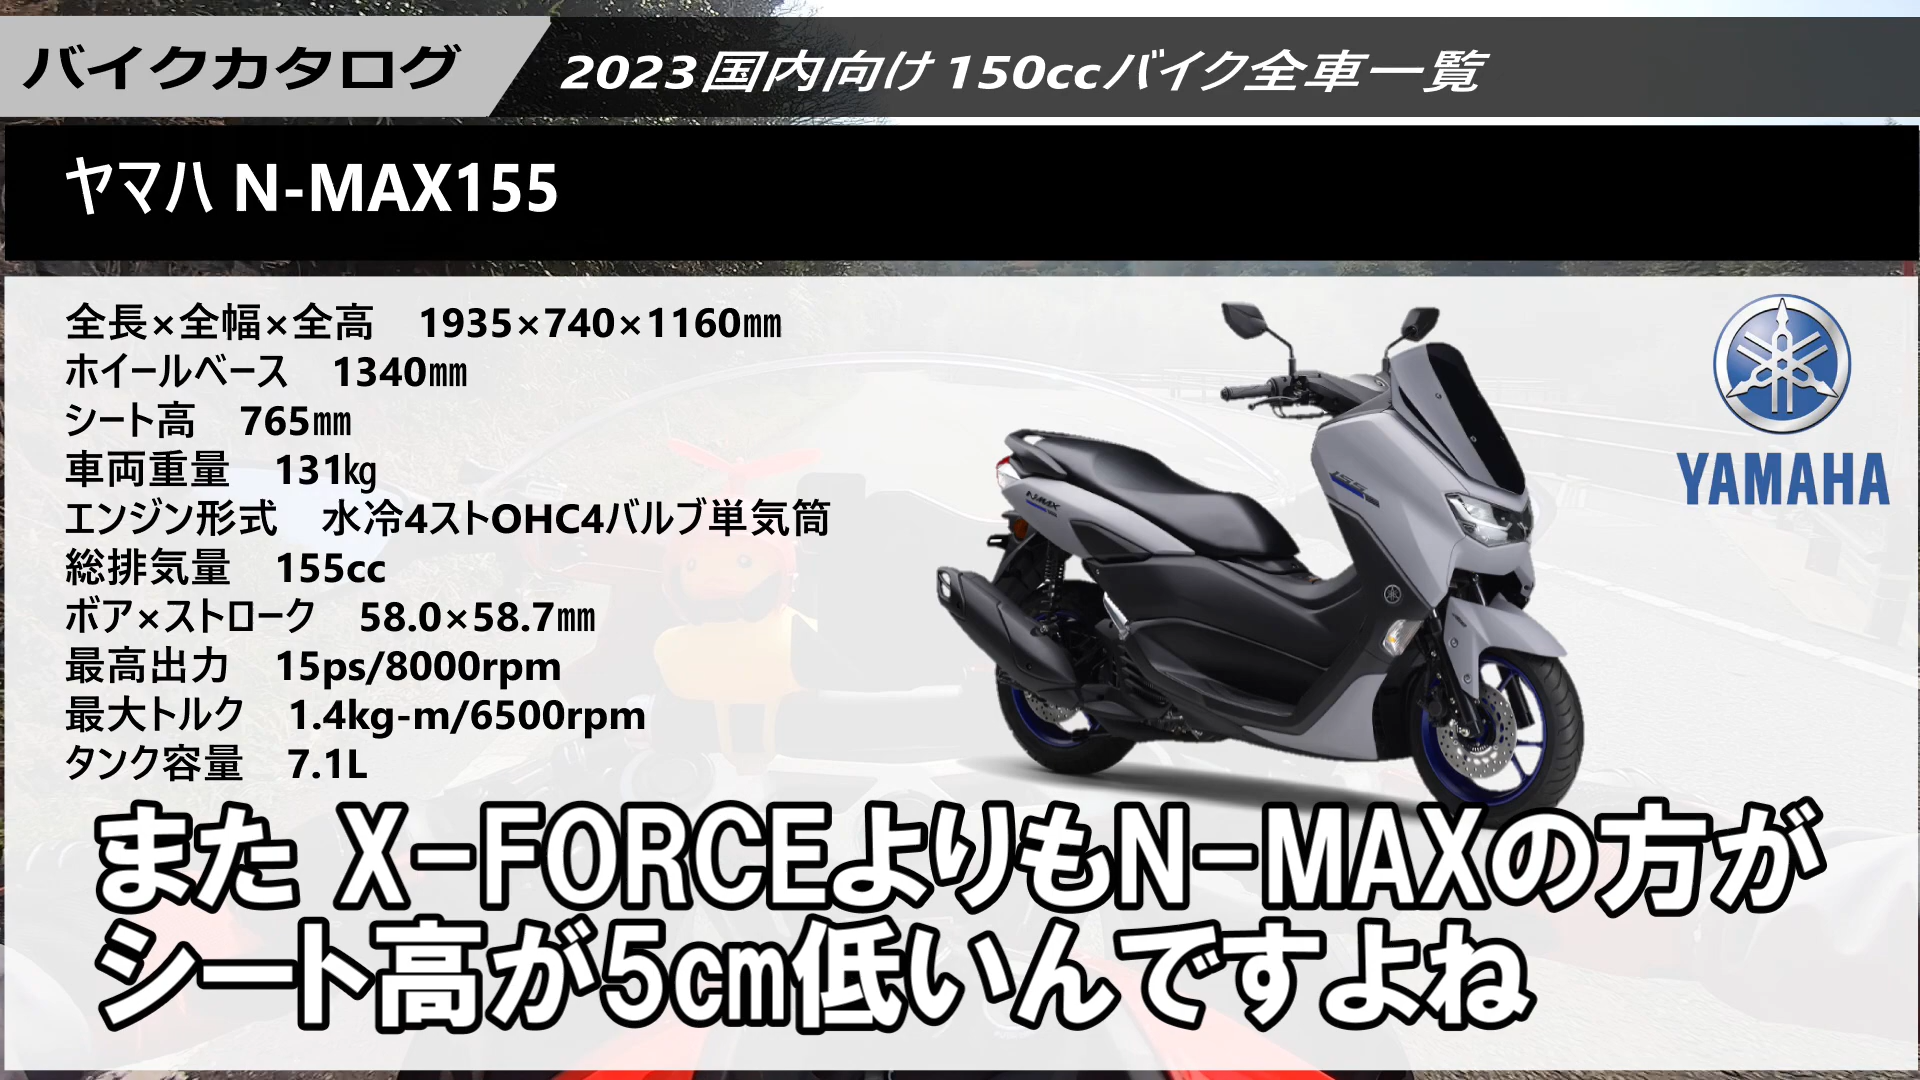 バイクカタログ
2023国内向け150ccバイク全車一覧
ヤマハ N-MAX155
全長×全幅×全高 1935×740×1160㎜
ホイールベース 1340㎜
シート高 765㎜
車両重量 131㎏
エンジン形式 水冷4ストOHC4バルブ単気筒
総排気量 155cc
ボア×ストローク 58.0×58.7㎜
最高出力 15ps/8000rpm
最大トルク 1.4kg-m/6500rpm
タンク容量 7.1L
YAMAHA
155
N-MAX
また X-FORCEよりもN-MAXの方が
シート高が5㎝低いんですよね